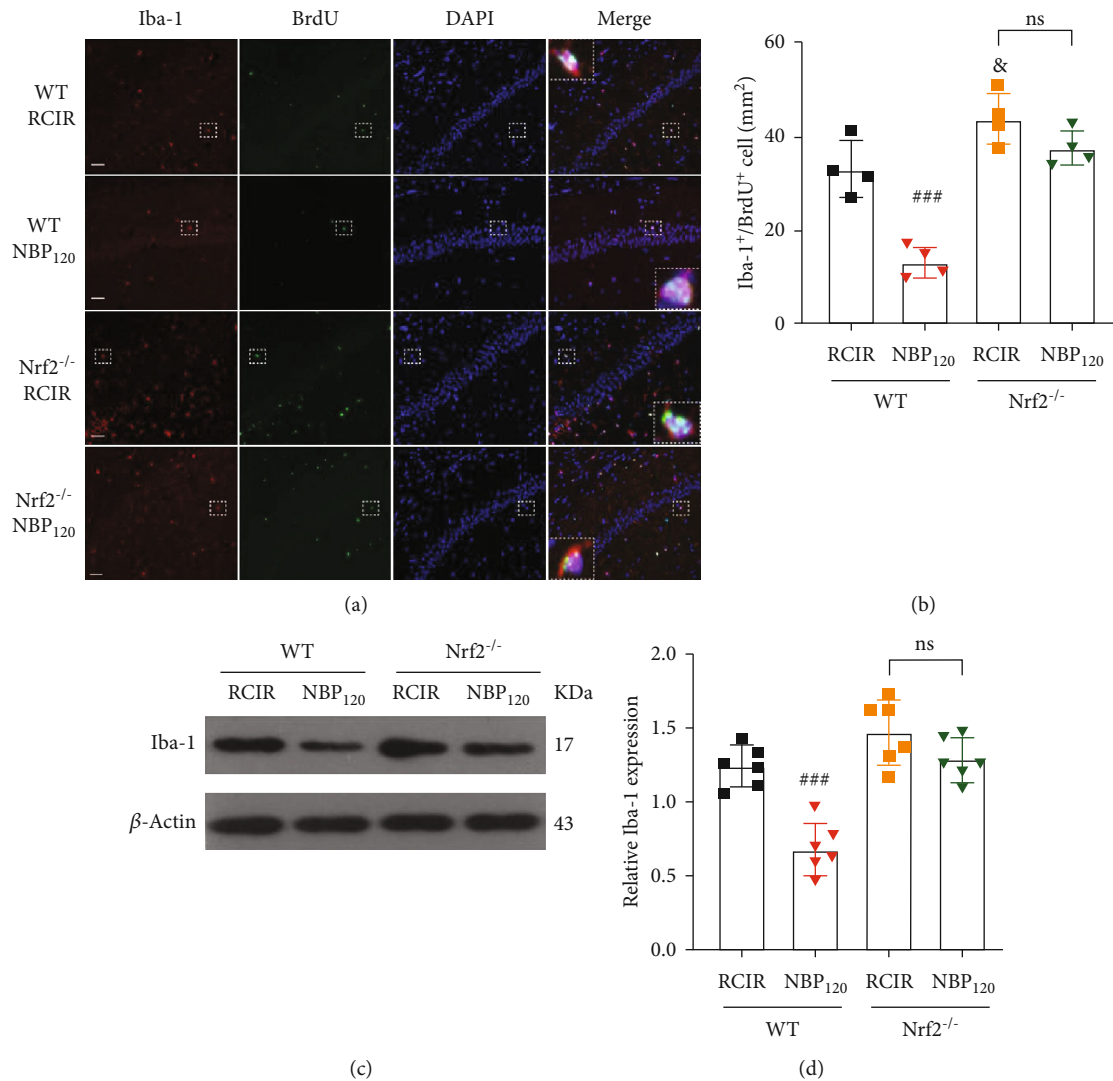 Iba-1 BrdU DAPI Merge
WT
RCIR
WT
NBP₁₂₀
Nrf2⁻/⁻
RCIR
Nrf2⁻/⁻
NBP₁₂₀
(a)
ns
60
40
20
0
Iba-1⁺/BrdU⁺ cell (mm²)
&
###
RCIR NBP₁₂₀ RCIR NBP₁₂₀
WT Nrf2⁻/⁻
(b)
WT Nrf2⁻/⁻
RCIR NBP₁₂₀ RCIR NBP₁₂₀ KDa
Iba-1 17
β-Actin 43
(c)
ns
2.0
1.5
1.0
0.5
0.0
Relative Iba-1 expression
###
RCIR NBP₁₂₀ RCIR NBP₁₂₀
WT Nrf2⁻/⁻
(d)